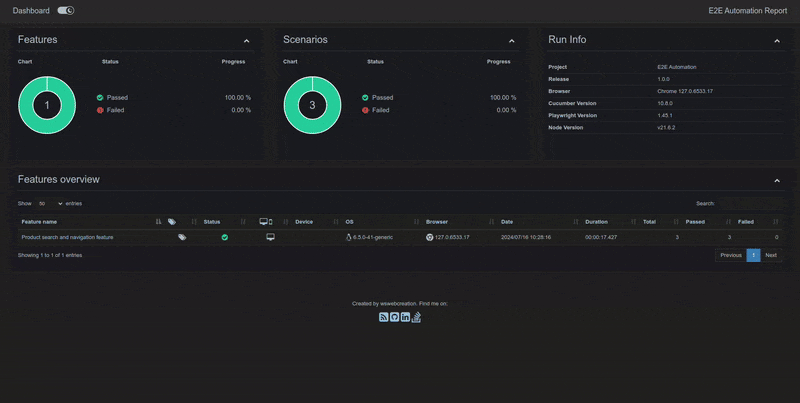 Dashboard
E2E Automation Report
Features
Chart Status Progress
1
Passed 100.00 %
Failed 0.00 %
Scenarios
Chart Status Progress
3
Passed 100.00 %
Failed 0.00 %
Run Info
Project E2E Automation
Release 1.0.0
Browser Chrome 127.0.6533.17
Cucumber Version 10.8.0
Playwright Version 1.45.1
Node Version v21.6.2
Features overview
Show 50 entries
Search:
Feature name Status Device OS Browser Date Duration Total Passed Failed
Product search and navigation feature 6.5.0-41-generic 127.0.6533.17 2024/07/16 10:28:16 00:00:17.427 3 3 0
Showing 1 to 1 of 1 entries
Previous 1 Next
Created by wswebcreation. Find me on: